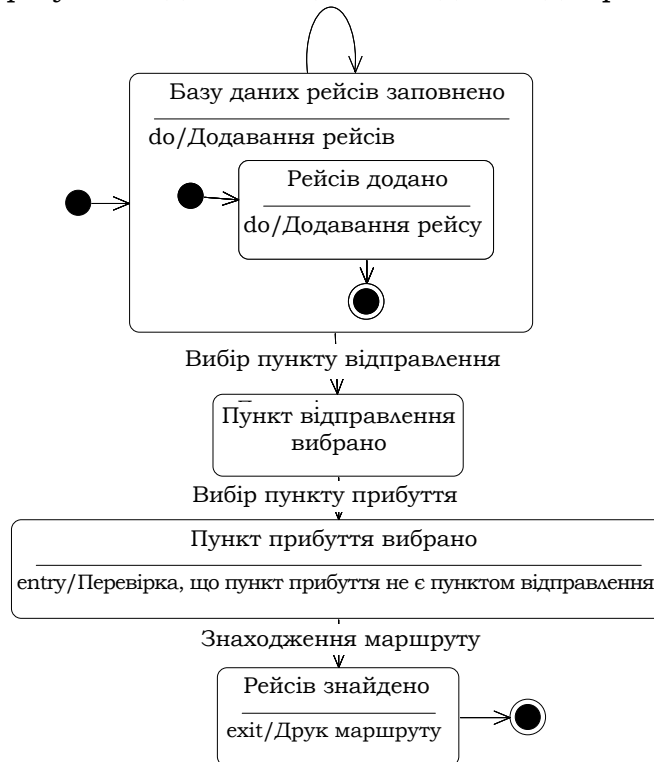 Базу даних рейсів заповнено
do/Додавання рейсів
Рейсів додано
do/Додавання рейсу
Вибір пункту відправлення
Пункт відправлення
вибрано
Вибір пункту прибуття
Пункт прибуття вибрано
entry/Перевірка, що пункт прибуття не є пунктом відправлення
Знаходження маршруту
Рейсів знайдено
exit/Друк маршруту